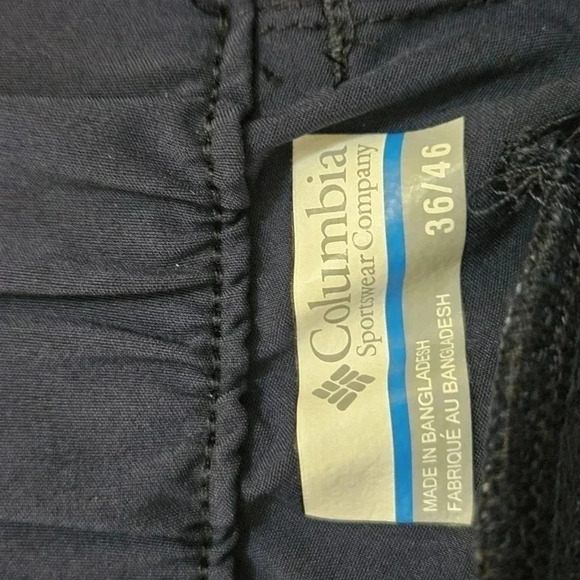 Columbia
Sportswear Company
36/46
MADE IN BANGLADESH
FABRIQUÉ AU BANGLADESH